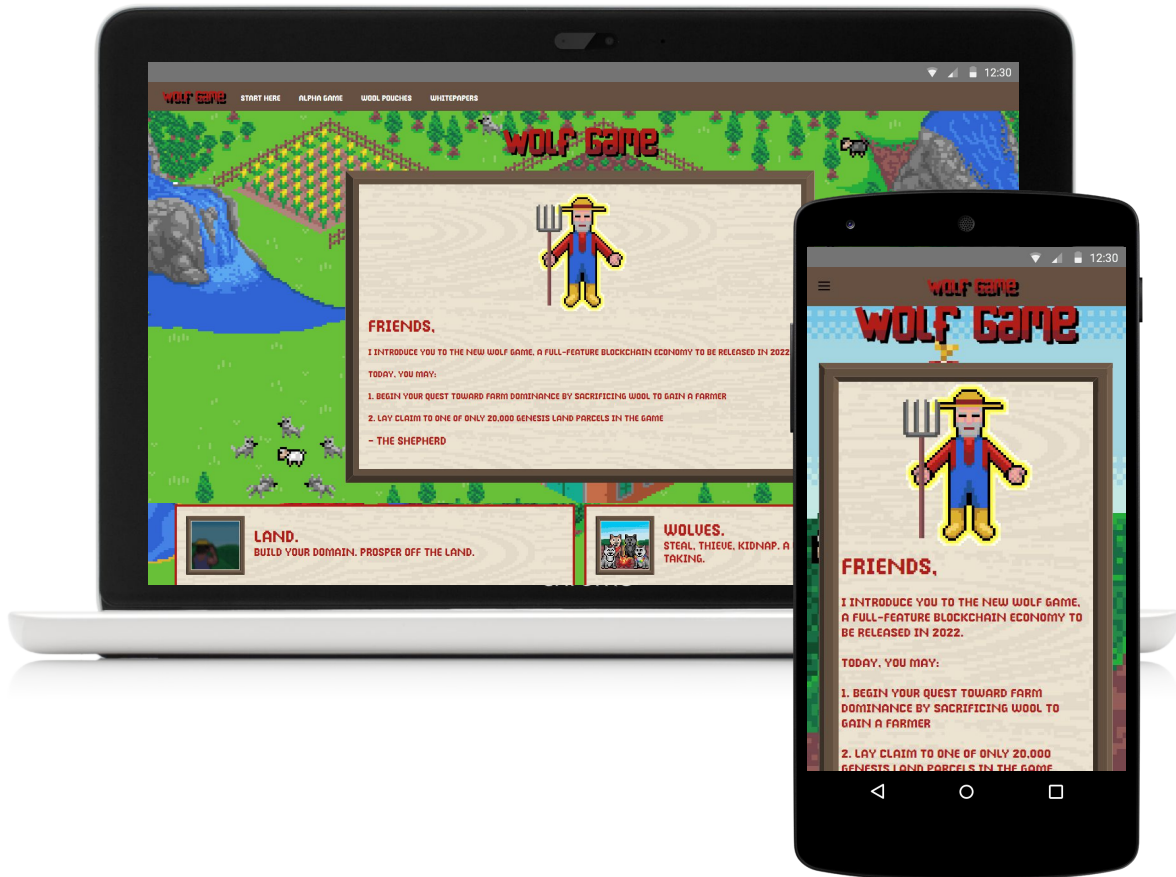 12:30
WOLF GAME
START HERE ALPHA GAME WOOL POUCHES WHITEPAPERS
WOLF GAME
FRIENDS,
I INTRODUCE YOU TO THE NEW WOLF GAME, A FULL-FEATURE BLOCKCHAIN ECONOMY TO BE RELEASED IN 2022
TODAY, YOU MAY:
1. BEGIN YOUR QUEST TOWARD FARM DOMINANCE BY SACRIFICING WOOL TO GAIN A FARMER
2. LAY CLAIM TO ONE OF ONLY 20,000 GENESIS LAND PARCELS IN THE GAME
- THE SHEPHERD
LAND.
BUILD YOUR DOMAIN. PROSPER OFF THE LAND.
WOLVES.
STEAL, THIEVE, KIDNAP. A
TAKING.
12:30
WOLF GAME
WOLF GAME
FRIENDS,
I INTRODUCE YOU TO THE NEW WOLF GAME,
A FULL-FEATURE BLOCKCHAIN ECONOMY TO
BE RELEASED IN 2022.
TODAY, YOU MAY:
1. BEGIN YOUR QUEST TOWARD FARM
DOMINANCE BY SACRIFICING WOOL TO
GAIN A FARMER
2. LAY CLAIM TO ONE OF ONLY 20,000
GENESIS LAND PARCELS IN THE GAME